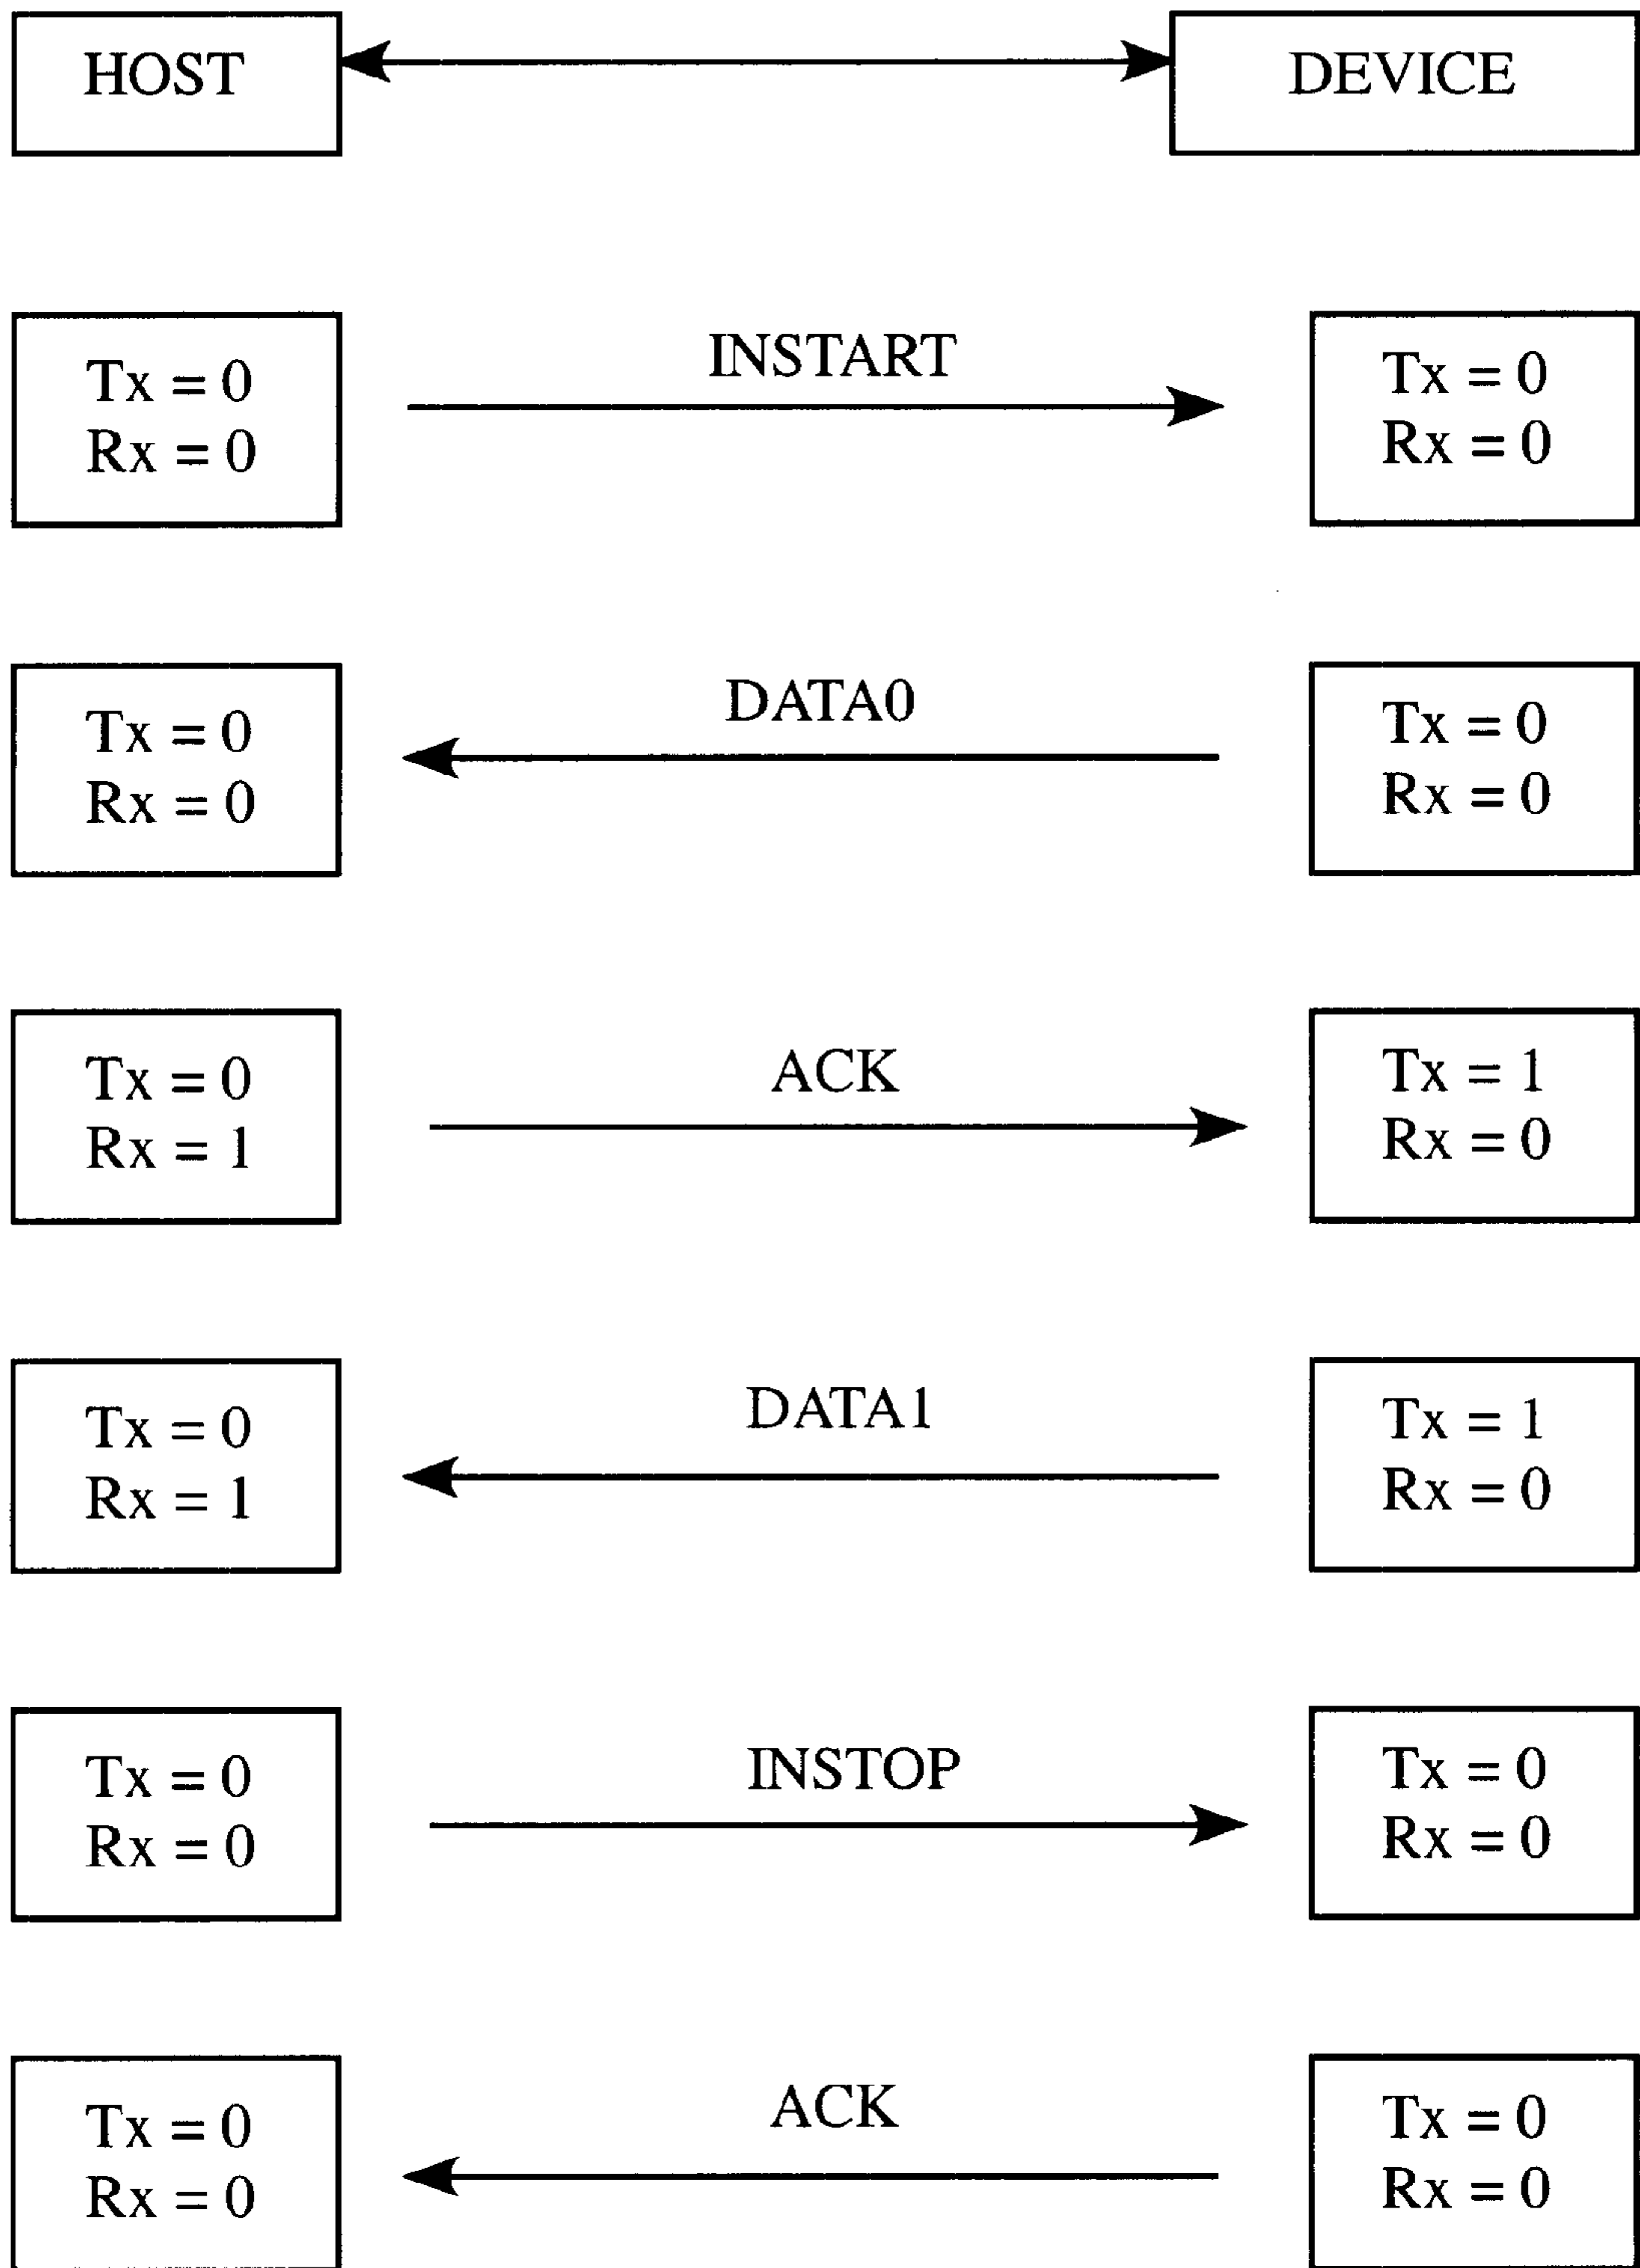 HOST
DEVICE
Tx = 0
Rx = 0
INSTART
Tx = 0
Rx = 0
Tx = 0
Rx = 0
DATA0
Tx = 0
Rx = 0
Tx = 0
Rx = 1
ACK
Tx = 1
Rx = 0
Tx = 0
Rx = 1
DATA1
Tx = 1
Rx = 0
Tx = 0
Rx = 0
INSTOP
Tx = 0
Rx = 0
Tx = 0
Rx = 0
ACK
Tx = 0
Rx = 0